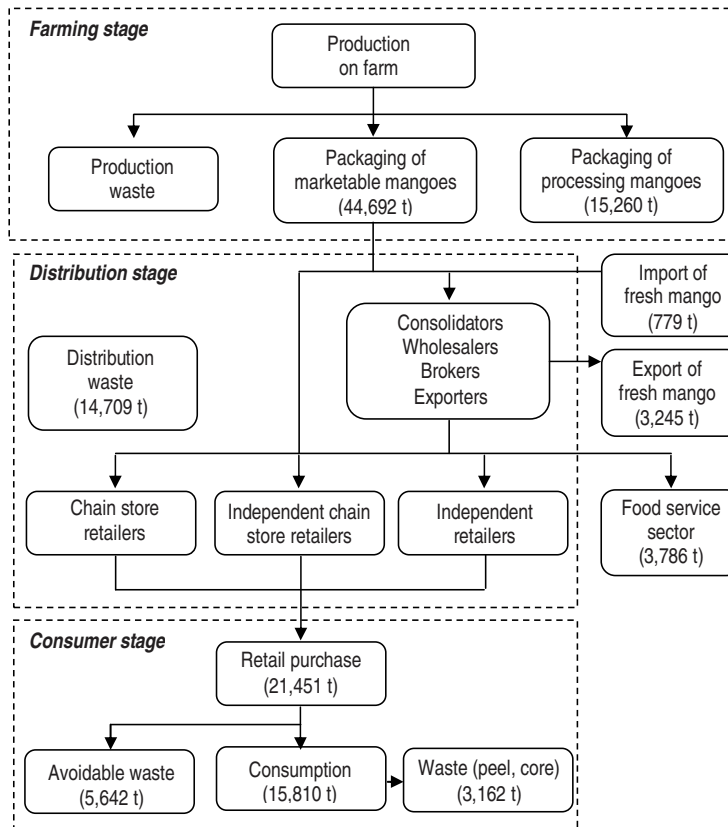 Farming stage
Production
on farm
Production
waste
Packaging of
marketable mangoes
(44,692 t)
Packaging of
processing mangoes
(15,260 t)
Distribution stage
Import of
fresh mango
(779 t)
Consolidators
Wholesalers
Brokers
Exporters
Distribution
waste
(14,709 t)
Export of
fresh mango
(3,245 t)
Chain store
retailers
Independent chain
store retailers
Independent
retailers
Food service
sector
(3,786 t)
Consumer stage
Retail purchase
(21,451 t)
Avoidable waste
(5,642 t)
Consumption
(15,810 t)
Waste (peel, core)
(3,162 t)